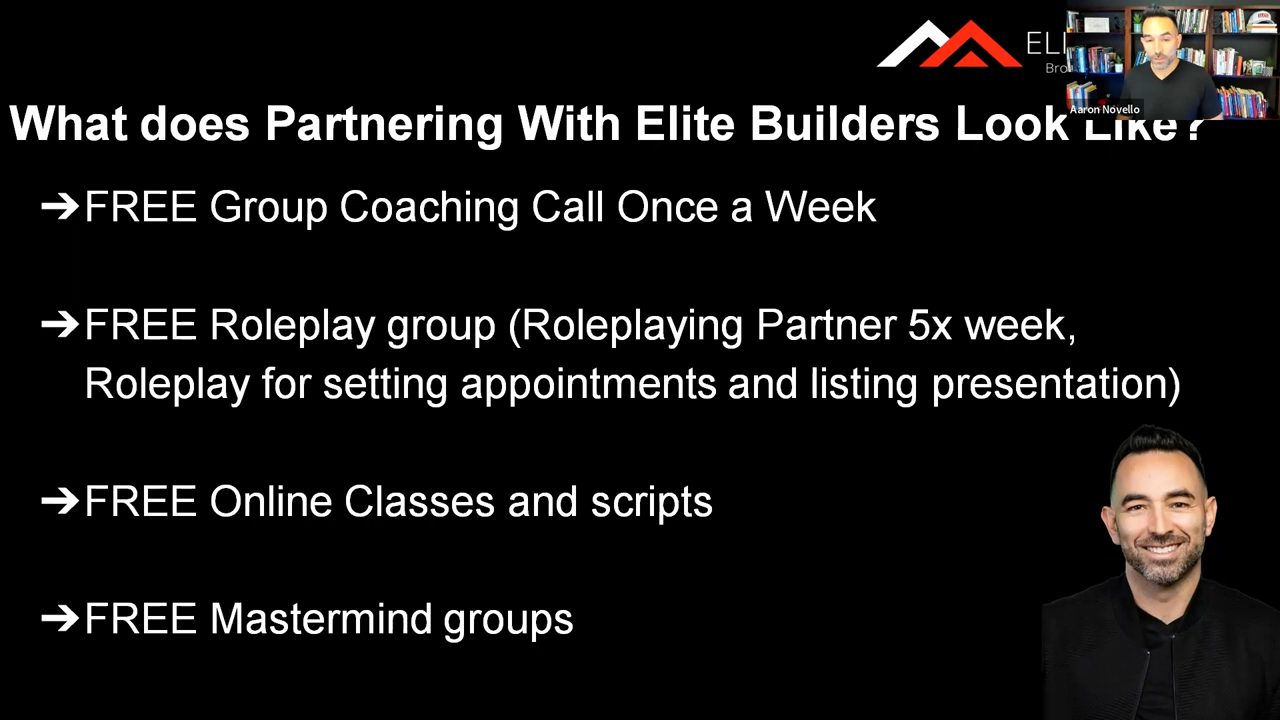 Aaron Novello
What does Partnering With Elite Builders Look Like?
➔FREE Group Coaching Call Once a Week
➔FREE Roleplay group (Roleplaying Partner 5x week,
Roleplay for setting appointments and listing presentation)
➔FREE Online Classes and scripts
➔FREE Mastermind groups